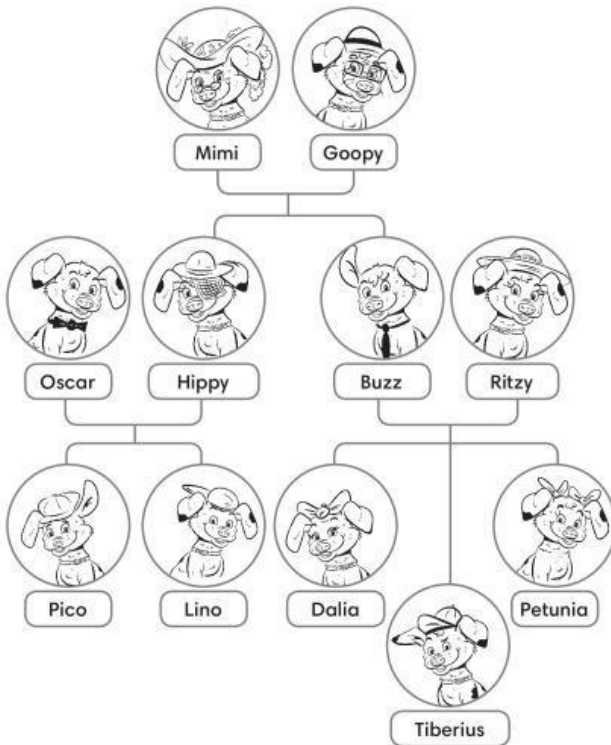 Mimi
Goopy
Oscar
Hippy
Buzz
Ritzy
Pico
Lino
Dalia
Petunia
Tiberius